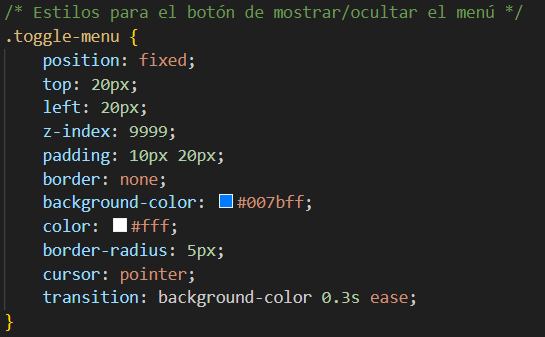 /* Estilos para el botón de mostrar/ocultar el menú */
.toggle-menu {
    position: fixed;
    top: 20px;
    left: 20px;
    z-index: 9999;
    padding: 10px 20px;
    border: none;
    background-color: #007bff;
    color: #fff;
    border-radius: 5px;
    cursor: pointer;
    transition: background-color 0.3s ease;
}